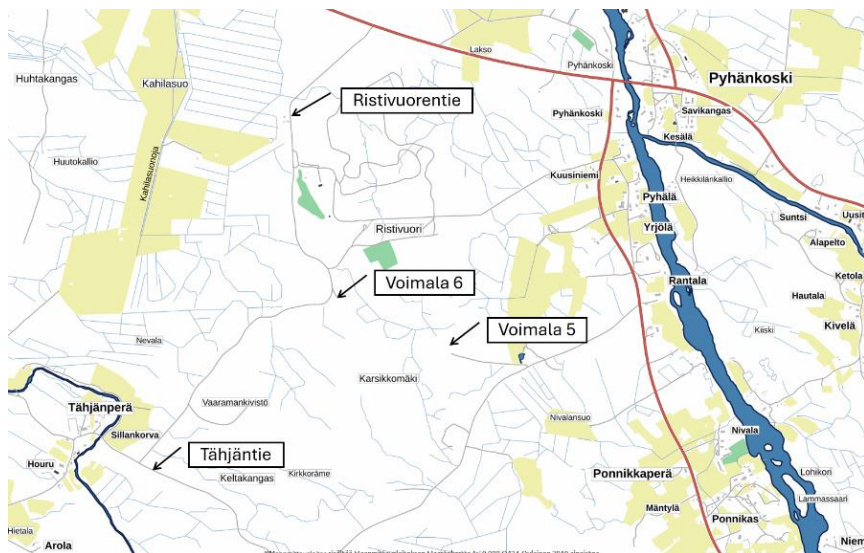 Lakso
Pyhänkoski
Pyhänkoski
Huhtakangas
Kahilasuo
Ristivuorentie
Pyhänkoski
Savikangas
Kesälä
Huutokallio
Kahilasuonoja
Kuusiniemi
Heikkilänkallio
Pyhälä
Suntsi
Uusit
Ristivuori
Yrjölä
Alapelto
Ketola
Voimala 6
Rantala
Hautala
Voimala 5
Kiiski
Kivelä
Nevala
Karsikkomäki
Vaaramankivistö
Tähjänperä
Nivalansuo
Sillankorva
Nivala
Tähjäntie
Houru
Kirkkoräme
Keltakangas
Ponnikkaperä
Lohikori
Lammassaari
Mäntylä
Ponnikas
Hietala
Arola
Niem